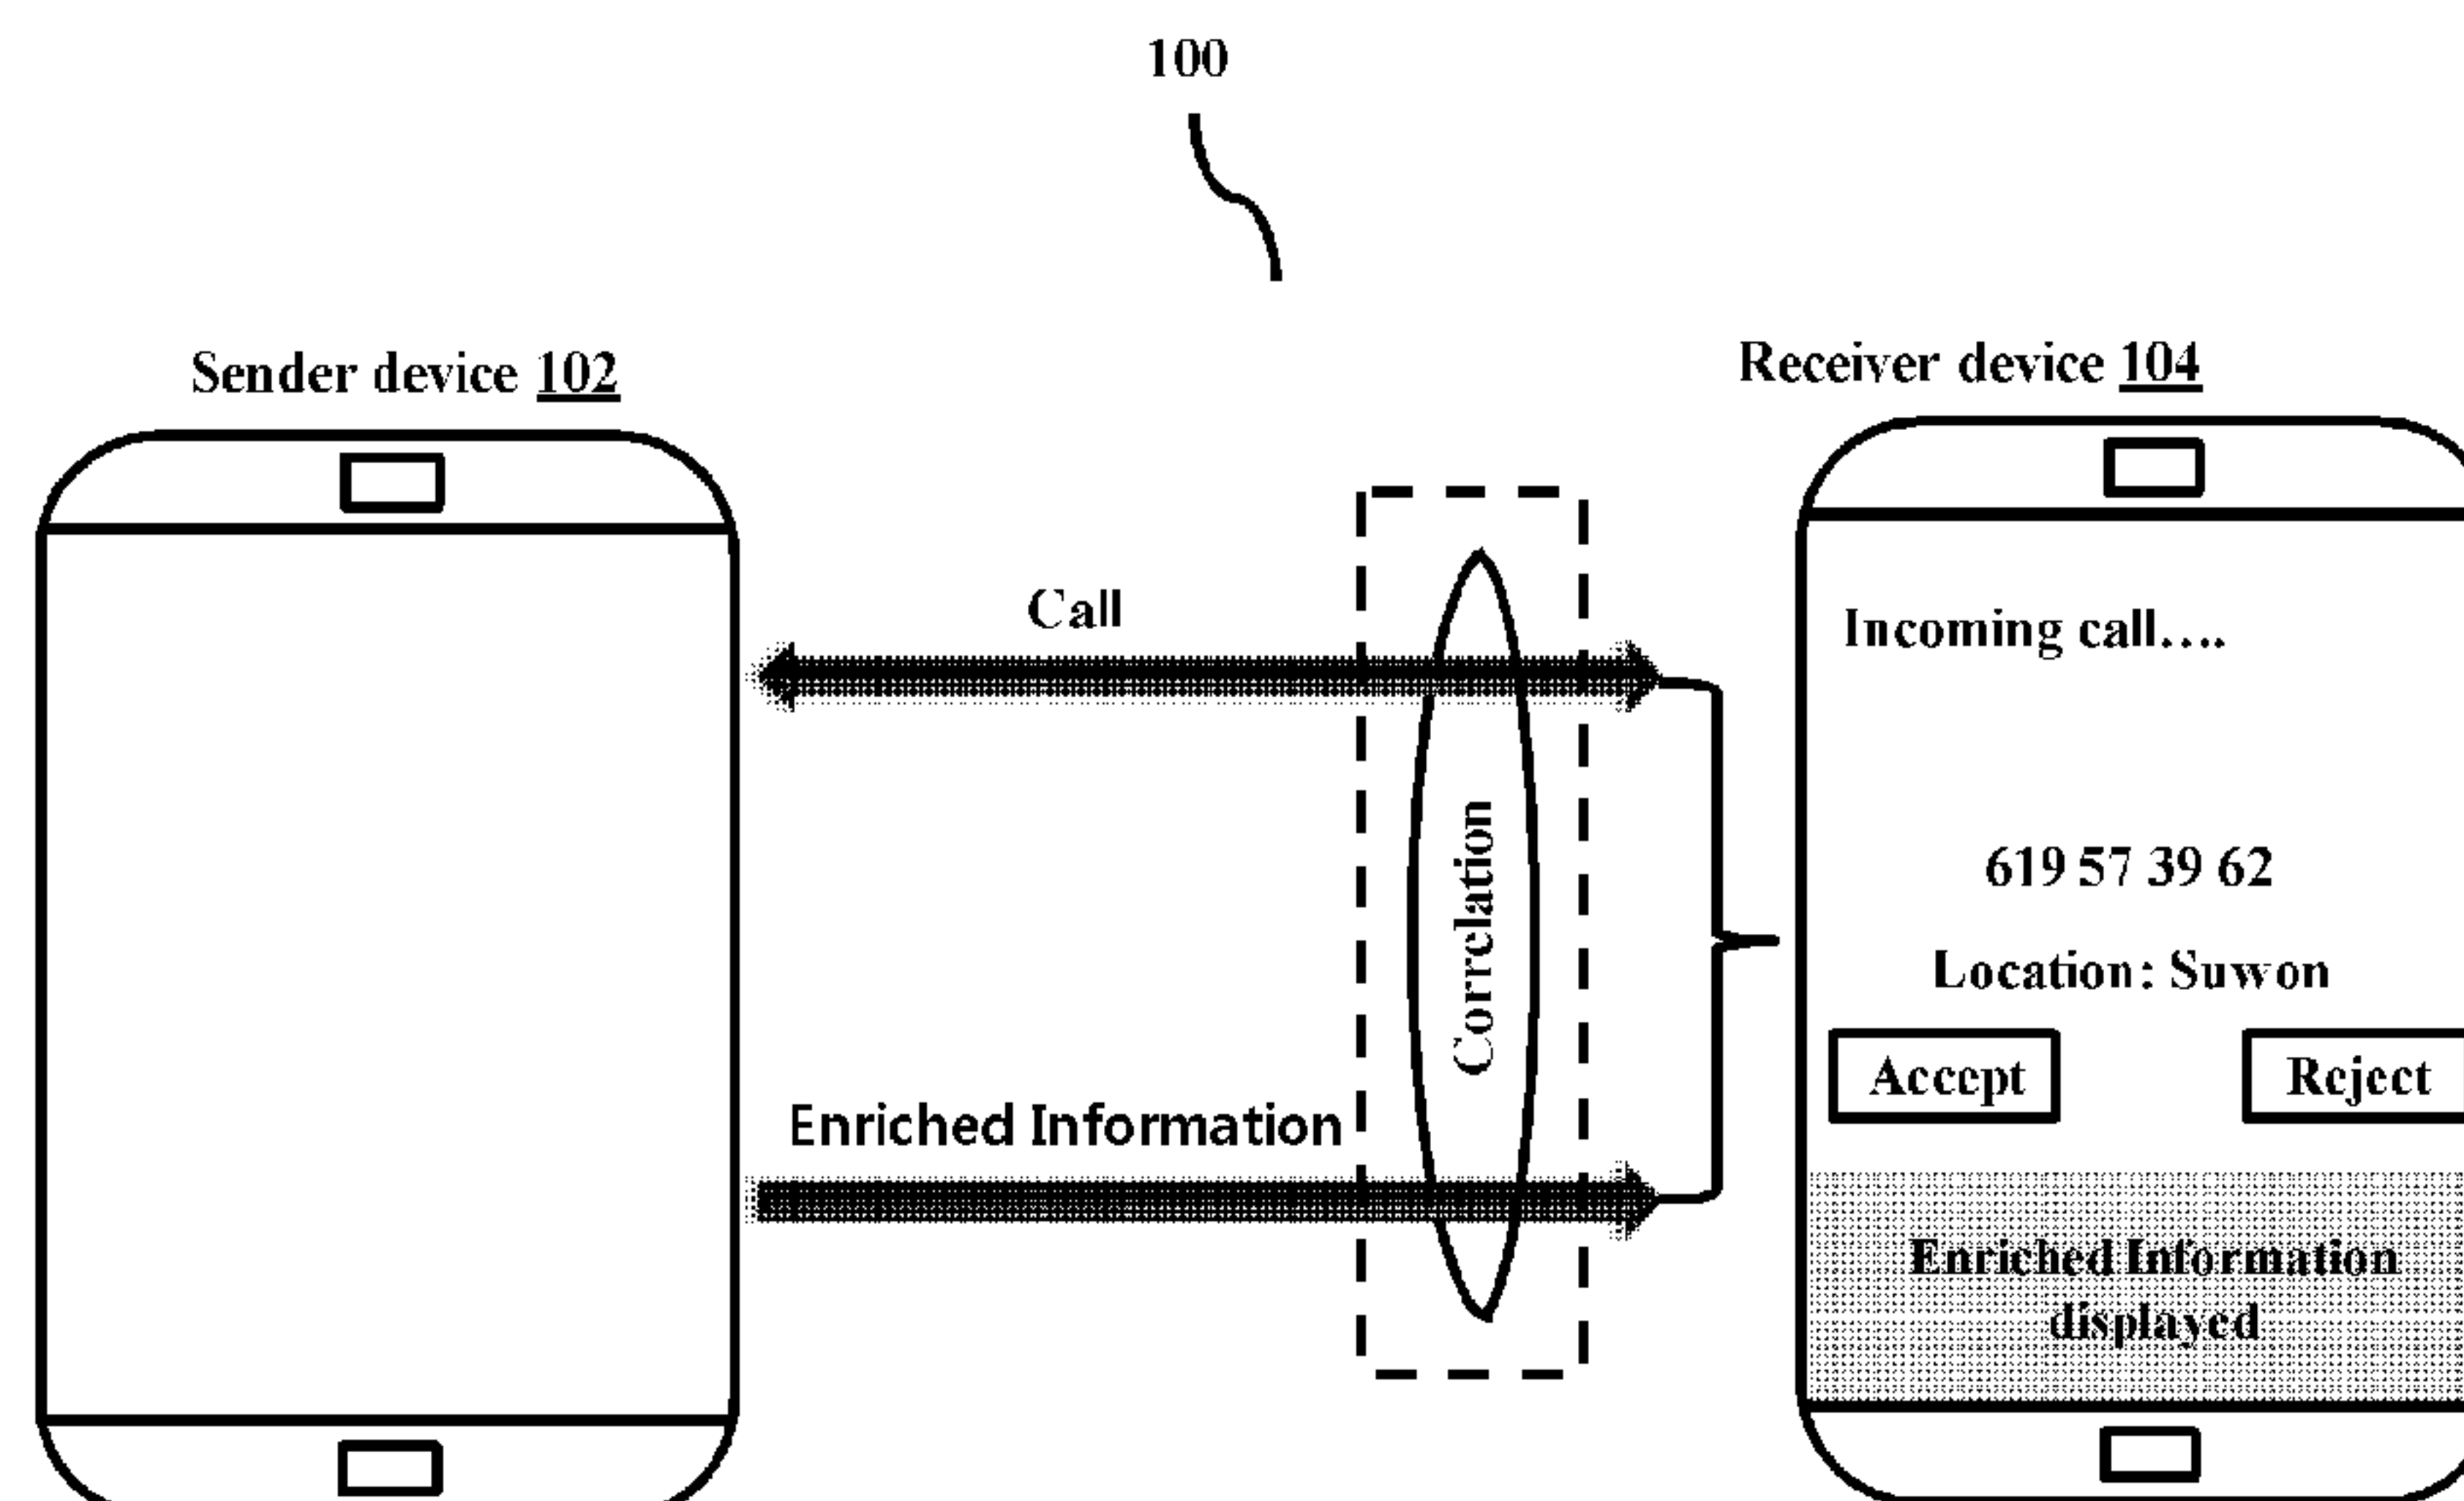 100
Sender device 102
Receiver device 104
Call
Incoming call....
Correlation
619 57 39 62
Location: Suwon
Accept
Reject
Enriched Information
Enriched Information
displayed